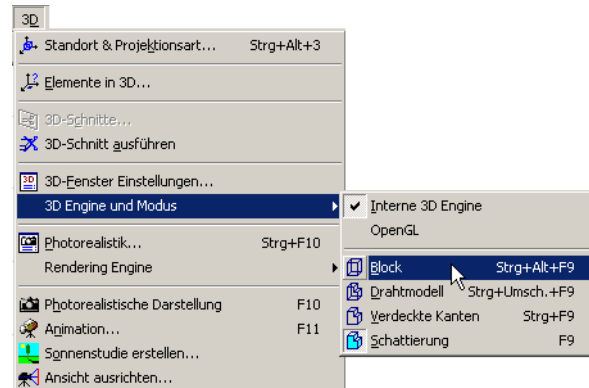 3D
Standort & Projektionsart... Strg+Alt+3
Elemente in 3D...
3D-Schnitte...
3D-Schnitt ausführen
3D-Fenster Einstellungen...
3D Engine und Modus
Interne 3D Engine
OpenGL
Photorealistik... Strg+F10
Rendering Engine
Block Strg+Alt+F9
Drahtmodell Strg+Umsch.+F9
Verdeckte Kanten Strg+F9
Schattierung F9
Photorealistische Darstellung F10
Animation... F11
Sonnenstudie erstellen...
Ansicht ausrichten...